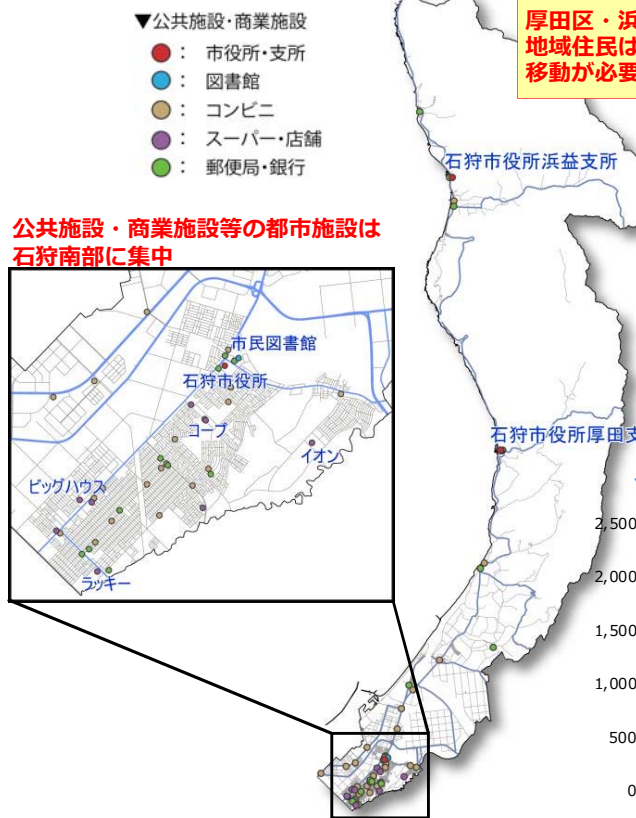 ▼公共施設・商業施設
： 市役所・支所
： 図書館
： コンビニ
： スーパー・店舗
： 郵便局・銀行
厚田区・浜
地域住民は
移動が必要
石狩市役所浜益支所
公共施設・商業施設等の都市施設は
石狩南部に集中
市民図書館
石狩市役所
コープ
イオン
ビッグハウス
ラッキー
石狩市役所厚田支
2,500
2,000
1,500
1,000
500
0